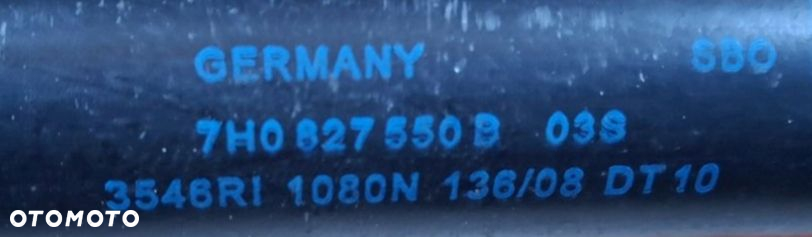 GERMANY SBO
7H0 827 550 B 03S
3546RI 1080N 136/08 DT10
OTOMOTO